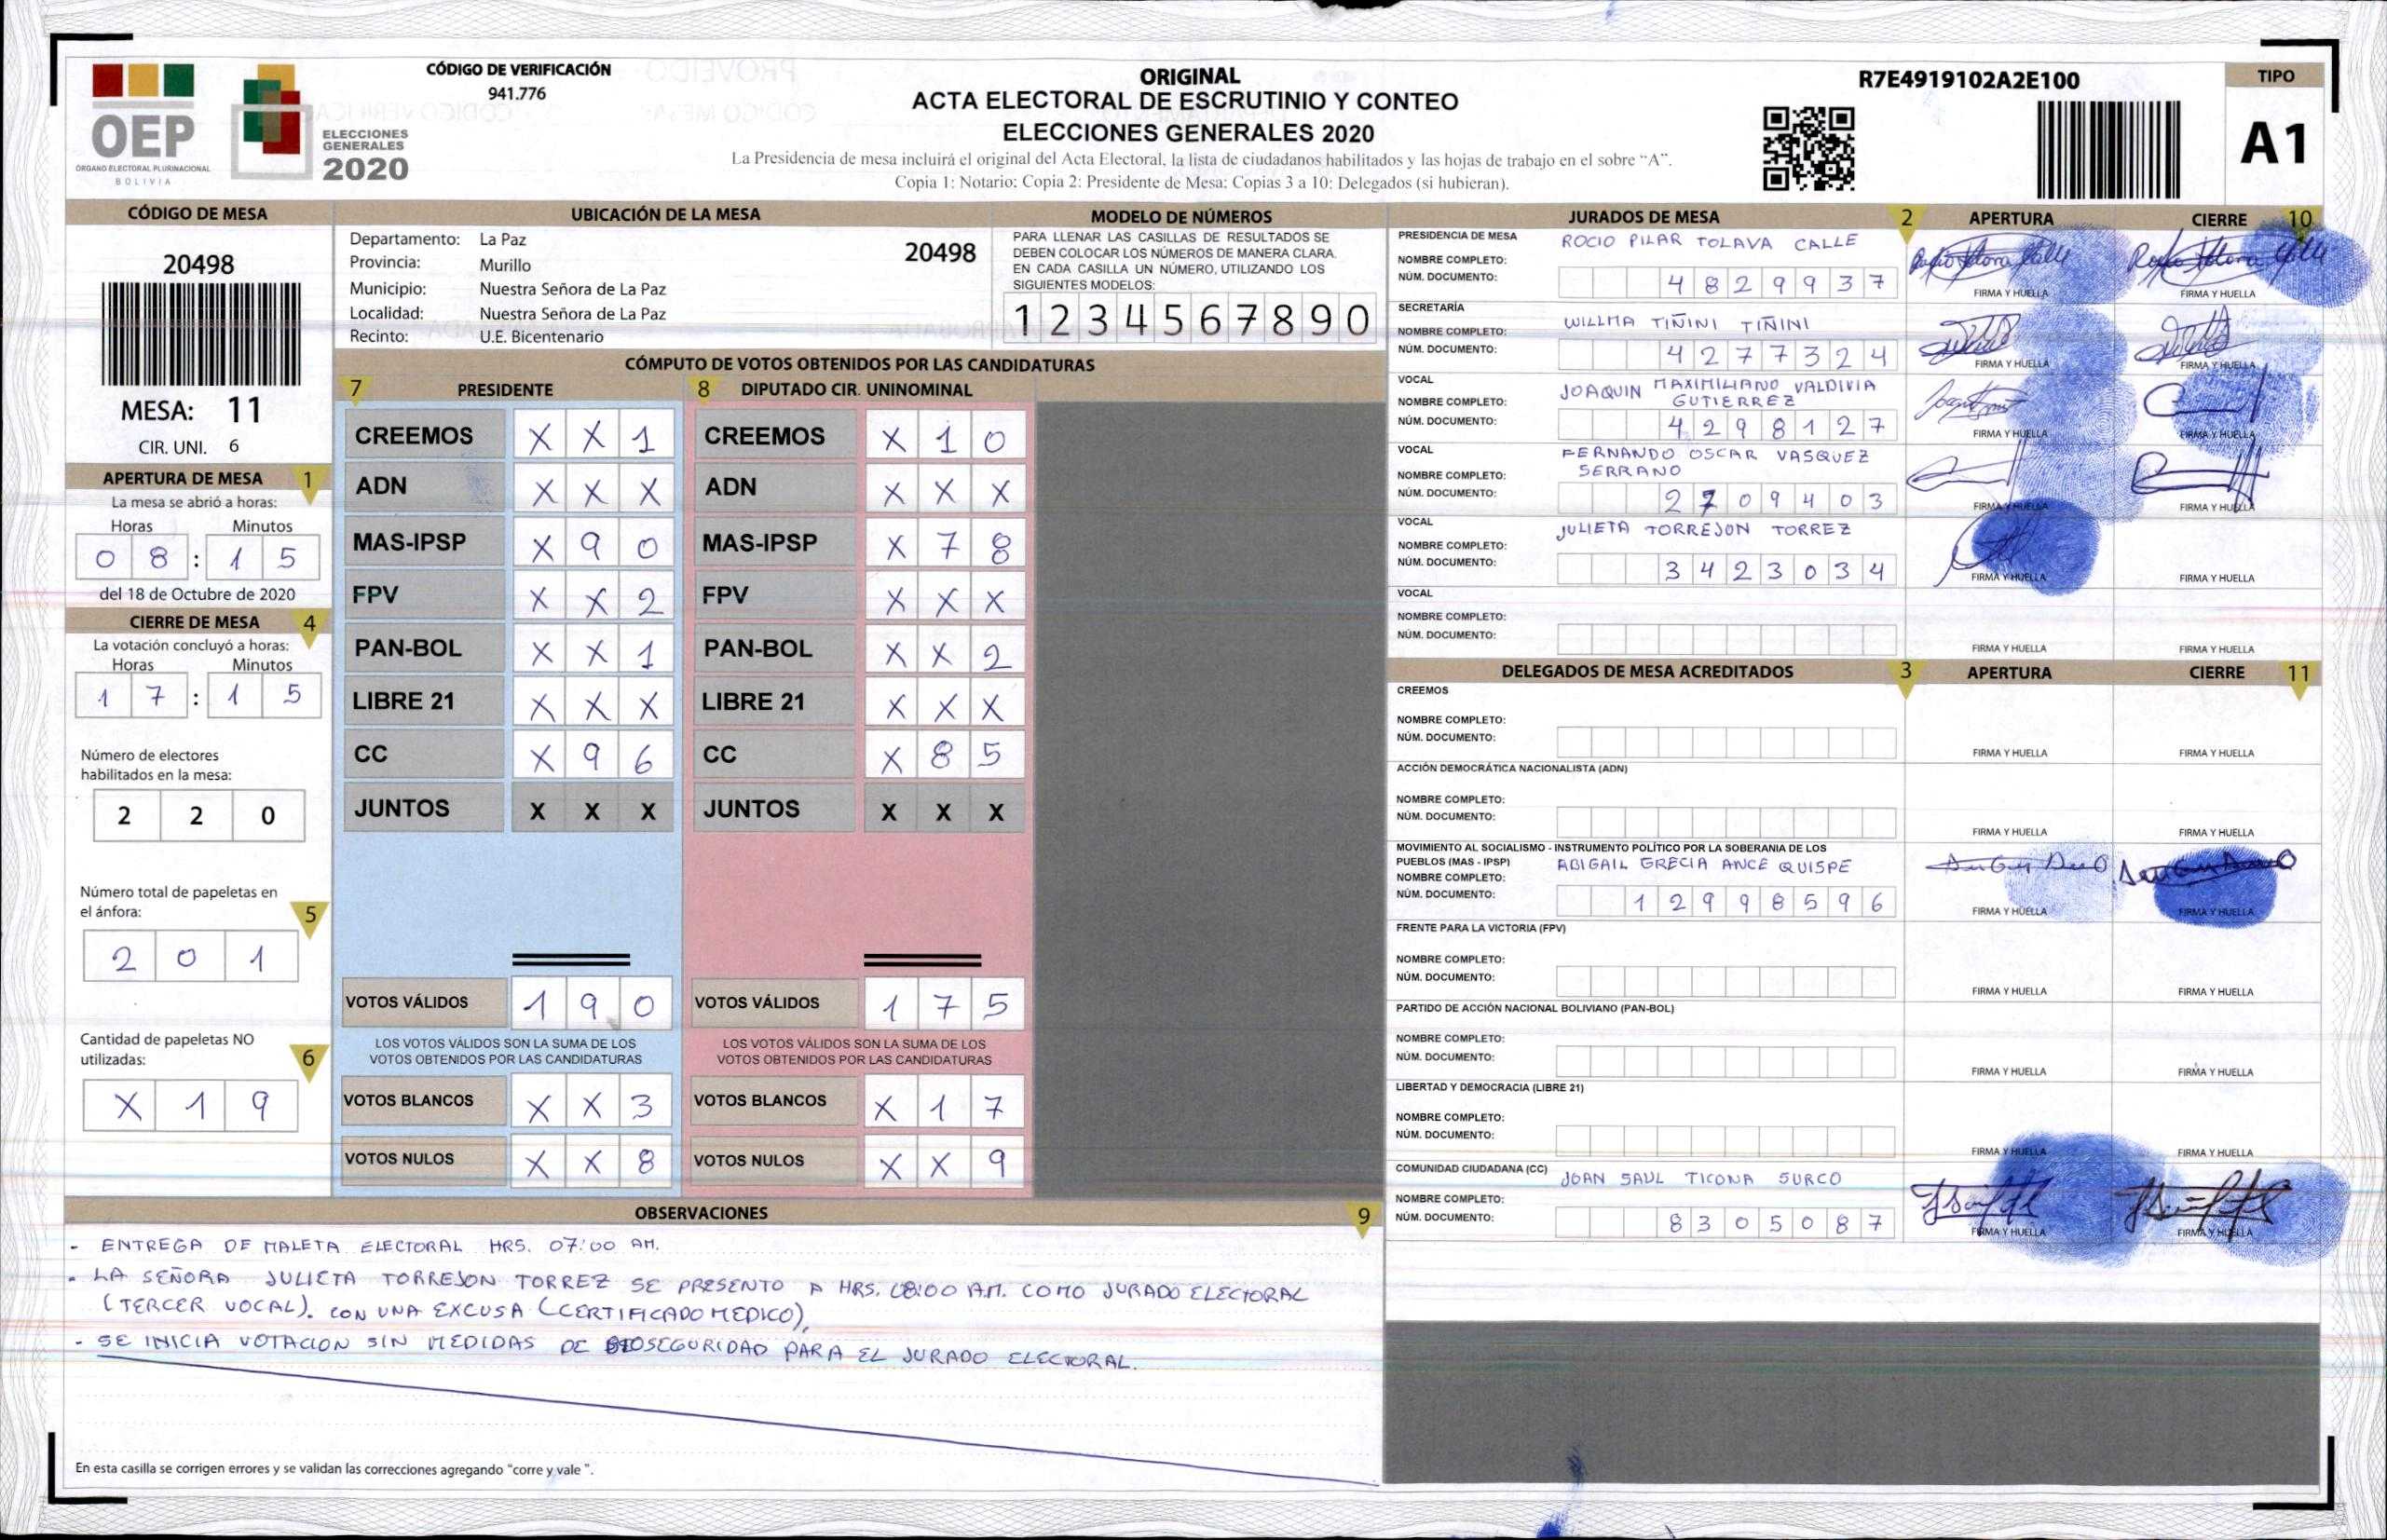 CÓDIGO DE VERIFICACIÓN
941.776
OEP
ÓRGANO ELECTORAL PLURINACIONAL
BOLIVIA
ELECCIONES
GENERALES
2020
ORIGINAL
ACTA ELECTORAL DE ESCRUTINIO Y CONTEO
ELECCIONES GENERALES 2020
La Presidencia de mesa incluirá el original del Acta Electoral, la lista de ciudadanos habilitados y las hojas de trabajo en el sobre "A".
Copia 1: Notario; Copia 2: Presidente de Mesa; Copias 3 a 10: Delegados (si hubieran).
R7E4919102A2E100
TIPO
A1
CÓDIGO DE MESA
20498
MESA: 11
CIR. UNI. 6
APERTURA DE MESA 1
La mesa se abrió a horas:
Horas Minutos
0 8 : 1 5
del 18 de Octubre de 2020
CIERRE DE MESA 4
La votación concluyó a horas:
Horas Minutos
1 7 : 1 5
Número de electores
habilitados en la mesa:
2 2 0
Número total de papeletas en
el ánfora: 5
2 0 1
Cantidad de papeletas NO
utilizadas: 6
X 1 9
UBICACIÓN DE LA MESA
Departamento: La Paz 20498
Provincia: Murillo
Municipio: Nuestra Señora de La Paz
Localidad: Nuestra Señora de La Paz
Recinto: U.E. Bicentenario
MODELO DE NÚMEROS
PARA LLENAR LAS CASILLAS DE RESULTADOS SE
DEBEN COLOCAR LOS NÚMEROS DE MANERA CLARA.
EN CADA CASILLA UN NÚMERO, UTILIZANDO LOS
SIGUIENTES MODELOS:
1 2 3 4 5 6 7 8 9 0
CÓMPUTO DE VOTOS OBTENIDOS POR LAS CANDIDATURAS
7 PRESIDENTE 8 DIPUTADO CIR. UNINOMINAL
CREEMOS X X 1 CREEMOS X 1 0
ADN X X X ADN X X X
MAS-IPSP X 9 0 MAS-IPSP X 7 8
FPV X X 2 FPV X X X
PAN-BOL X X 1 PAN-BOL X X 2
LIBRE 21 X X X LIBRE 21 X X X
CC X 9 6 CC X 8 5
JUNTOS X X X JUNTOS X X X
VOTOS VÁLIDOS 1 9 0 VOTOS VÁLIDOS 1 7 5
LOS VOTOS VÁLIDOS SON LA SUMA DE LOS LOS VOTOS VÁLIDOS SON LA SUMA DE LOS
VOTOS OBTENIDOS POR LAS CANDIDATURAS VOTOS OBTENIDOS POR LAS CANDIDATURAS
VOTOS BLANCOS X X 3 VOTOS BLANCOS X 1 7
VOTOS NULOS X X 8 VOTOS NULOS X X 9
OBSERVACIONES 9
- ENTREGA DE MALETA ELECTORAL HRS. 07:00 AM.
- LA SEÑORA JULIETA TORREJON TORREZ SE PRESENTO A HRS. 08:00 A.M. COMO JURADO ELECTORAL
(TERCER VOCAL). CON UNA EXCUSA (CERTIFICADO MEDICO),
- SE INICIA VOTACION SIN MEDIDAS DE BIOSEGURIDAD PARA EL JURADO ELECTORAL.
En esta casilla se corrigen errores y se validan las correcciones agregando "corre y vale ".
JURADOS DE MESA 2 APERTURA CIERRE 10
PRESIDENCIA DE MESA ROCIO PILAR TOLAVA CALLE
NOMBRE COMPLETO:
NÚM. DOCUMENTO: 4 8 2 9 9 3 7
FIRMA Y HUELLA FIRMA Y HUELLA
SECRETARÍA
NOMBRE COMPLETO: WILLMA TIÑINI TIÑINI
NÚM. DOCUMENTO: 4 2 7 7 3 2 4
FIRMA Y HUELLA FIRMA Y HUELLA
VOCAL
NOMBRE COMPLETO: JOAQUIN MAXIMILIANO VALDIVIA
GUTIERREZ
NÚM. DOCUMENTO: 4 2 9 8 1 2 7
FIRMA Y HUELLA FIRMA Y HUELLA
VOCAL FERNANDO OSCAR VASQUEZ
NOMBRE COMPLETO: SERRANO
NÚM. DOCUMENTO: 2 7 0 9 4 0 3
FIRMA Y HUELLA FIRMA Y HUELLA
VOCAL JULIETA TORREJON TORREZ
NOMBRE COMPLETO:
NÚM. DOCUMENTO: 3 4 2 3 0 3 4
FIRMA Y HUELLA FIRMA Y HUELLA
VOCAL
NOMBRE COMPLETO:
NÚM. DOCUMENTO:
FIRMA Y HUELLA FIRMA Y HUELLA
DELEGADOS DE MESA ACREDITADOS 3 APERTURA CIERRE 11
CREEMOS
NOMBRE COMPLETO:
NÚM. DOCUMENTO:
FIRMA Y HUELLA FIRMA Y HUELLA
ACCIÓN DEMOCRÁTICA NACIONALISTA (ADN)
NOMBRE COMPLETO:
NÚM. DOCUMENTO:
FIRMA Y HUELLA FIRMA Y HUELLA
MOVIMIENTO AL SOCIALISMO - INSTRUMENTO POLÍTICO POR LA SOBERANIA DE LOS
PUEBLOS (MAS - IPSP) ABIGAIL GRECIA ANCE QUISPE
NOMBRE COMPLETO:
NÚM. DOCUMENTO: 1 2 9 9 8 5 9 6
FIRMA Y HUELLA FIRMA Y HUELLA
FRENTE PARA LA VICTORIA (FPV)
NOMBRE COMPLETO:
NÚM. DOCUMENTO:
FIRMA Y HUELLA FIRMA Y HUELLA
PARTIDO DE ACCIÓN NACIONAL BOLIVIANO (PAN-BOL)
NOMBRE COMPLETO:
NÚM. DOCUMENTO:
FIRMA Y HUELLA FIRMA Y HUELLA
LIBERTAD Y DEMOCRACIA (LIBRE 21)
NOMBRE COMPLETO:
NÚM. DOCUMENTO:
FIRMA Y HUELLA FIRMA Y HUELLA
COMUNIDAD CIUDADANA (CC) JOAN SAUL TICONA SURCO
NOMBRE COMPLETO:
NÚM. DOCUMENTO: 8 3 0 5 0 8 7
FIRMA Y HUELLA FIRMA Y HUELLA